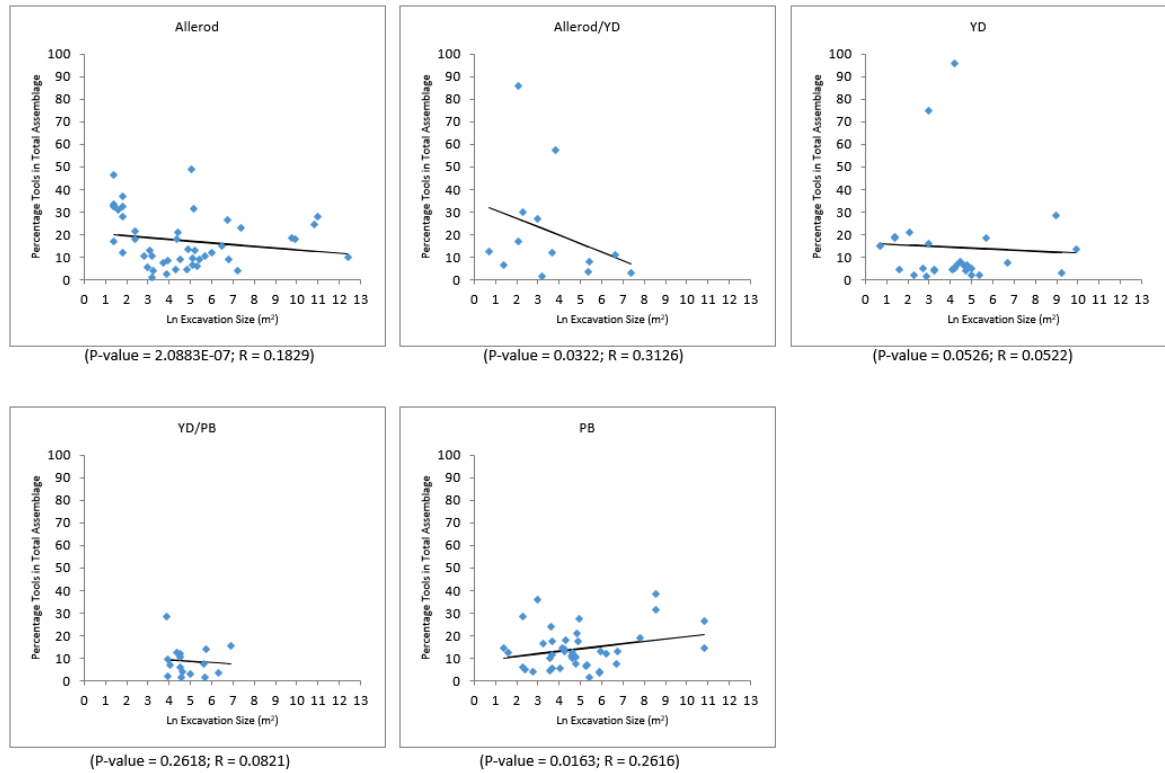 Allerod
Percentage Tools in Total Assemblage
100
90
80
70
60
50
40
30
20
10
0
0 1 2 3 4 5 6 7 8 9 10 11 12 13
Ln Excavation Size (m²)
(P-value = 2.0883E-07; R = 0.1829)
Allerod/YD
Percentage Tools in Total Assemblage
100
90
80
70
60
50
40
30
20
10
0
0 1 2 3 4 5 6 7 8 9 10 11 12 13
Ln Excavation Size (m²)
(P-value = 0.0322; R = 0.3126)
YD
Percentage Tools in Total Assemblage
100
90
80
70
60
50
40
30
20
10
0
0 1 2 3 4 5 6 7 8 9 10 11 12 13
Ln Excavation Size (m²)
(P-value = 0.0526; R = 0.0522)
YD/PB
Percentage Tools in Total Assemblage
100
90
80
70
60
50
40
30
20
10
0
0 1 2 3 4 5 6 7 8 9 10 11 12 13
Ln Excavation Size (m²)
(P-value = 0.2618; R = 0.0821)
PB
Percentage Tools in Total Assemblage
100
90
80
70
60
50
40
30
20
10
0
0 1 2 3 4 5 6 7 8 9 10 11 12 13
Ln Excavation Size (m²)
(P-value = 0.0163; R = 0.2616)